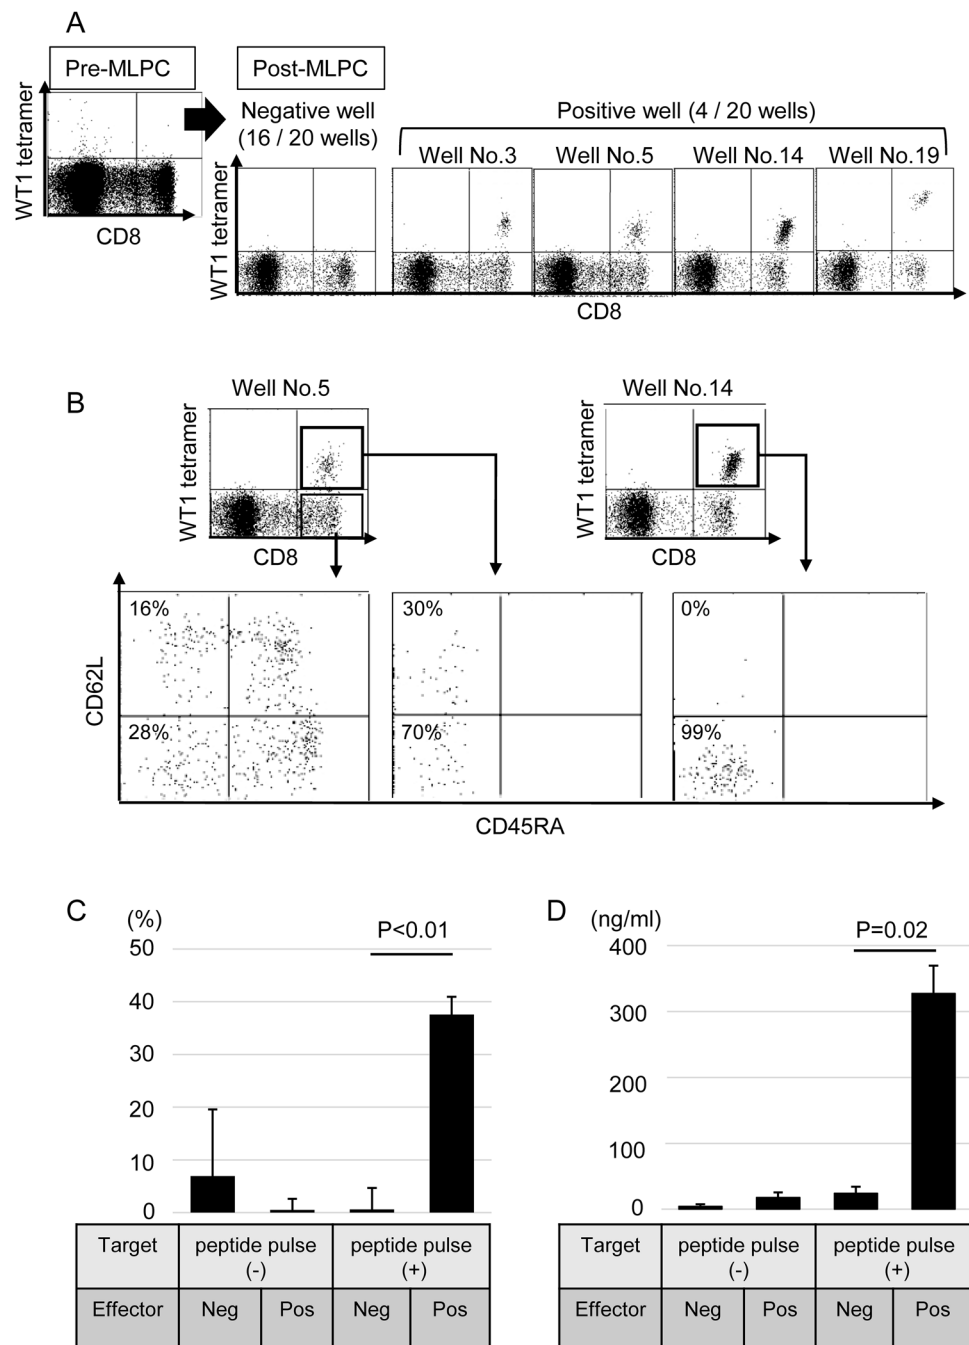 A
Pre-MLPC
Post-MLPC
Negative well
(16 / 20 wells)
Positive well (4 / 20 wells)
Well No.3
Well No.5
Well No.14
Well No.19
WT1 tetramer
CD8
WT1 tetramer
CD8
B
Well No.5
Well No.14
WT1 tetramer
CD8
WT1 tetramer
CD8
16%
28%
30%
70%
0%
99%
CD62L
CD45RA
C
(%)
P<0.01
50
40
30
20
10
0
Target
peptide pulse
(-)
peptide pulse
(+)
Effector
Neg
Pos
Neg
Pos
D
(ng/ml)
P=0.02
400
300
200
100
0
Target
peptide pulse
(-)
peptide pulse
(+)
Effector
Neg
Pos
Neg
Pos